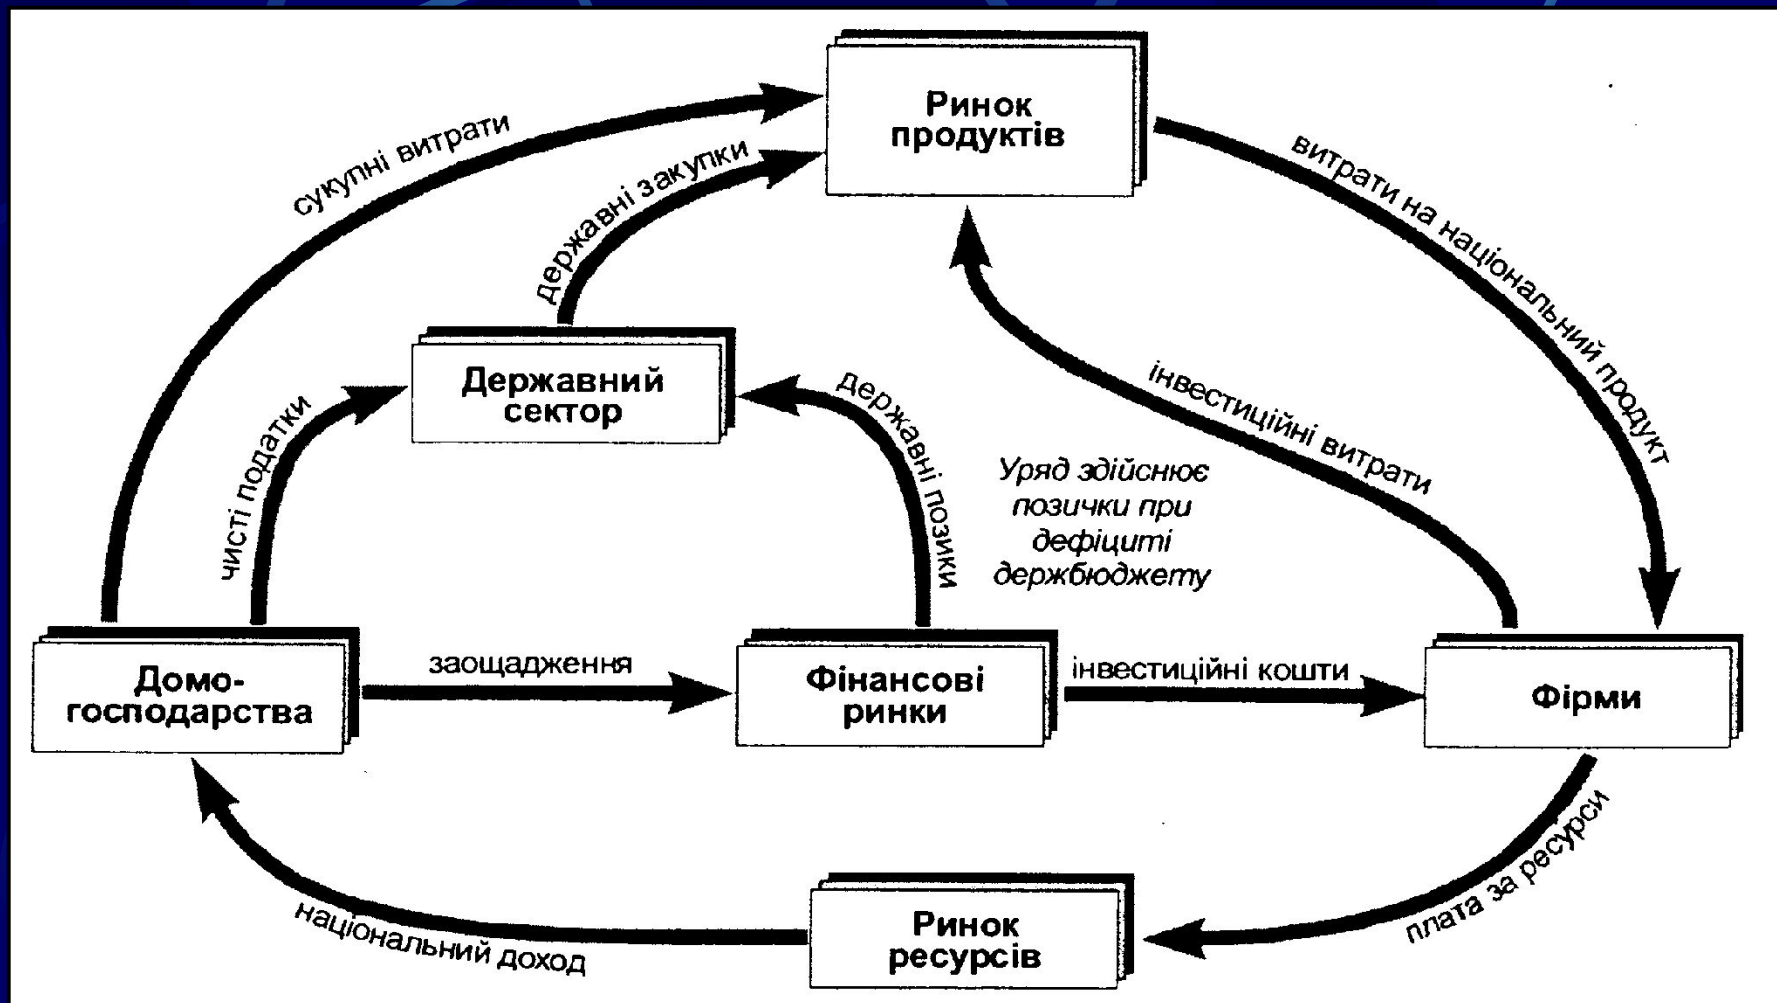 Ринок
продуктів
сукупні витрати
державні закупки
витрати на національний продукт
Державний
сектор
чисті податки
державні позики
інвестиційні витрати
Уряд здійснює
позички при
дефіциті
держбюджету
Домо-
господарства
заощадження
Фінансові
ринки
інвестиційні кошти
Фірми
національний доход
Ринок
ресурсів
плата за ресурси